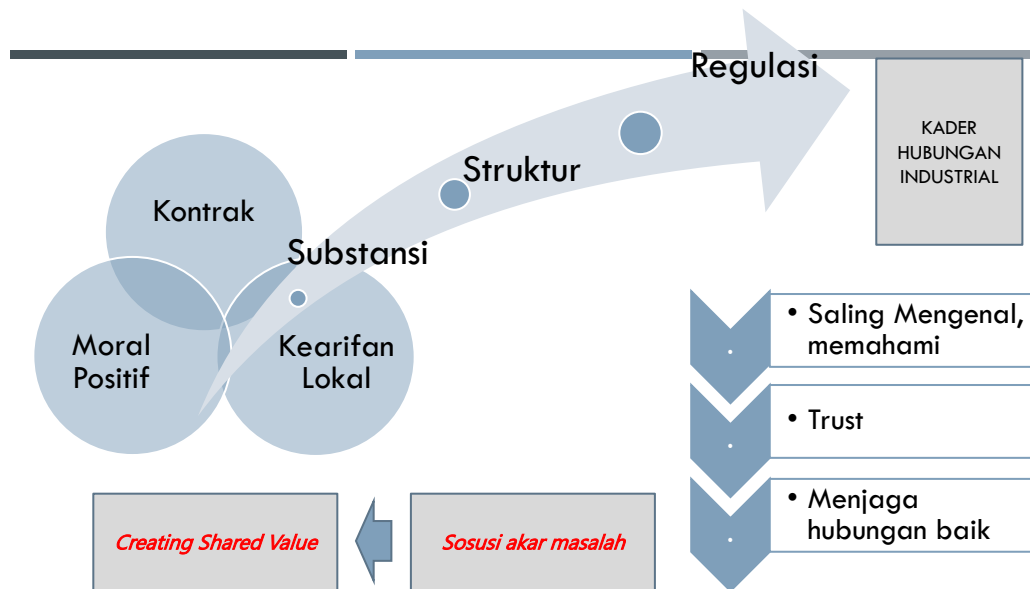 Regulasi
Struktur
Substansi
Kontrak
Moral
Positif
Kearifan
Lokal
KADER
HUBUNGAN
INDUSTRIAL
• Saling Mengenal,
memahami
• Trust
• Menjaga
hubungan baik
Creating Shared Value
Sosusi akar masalah